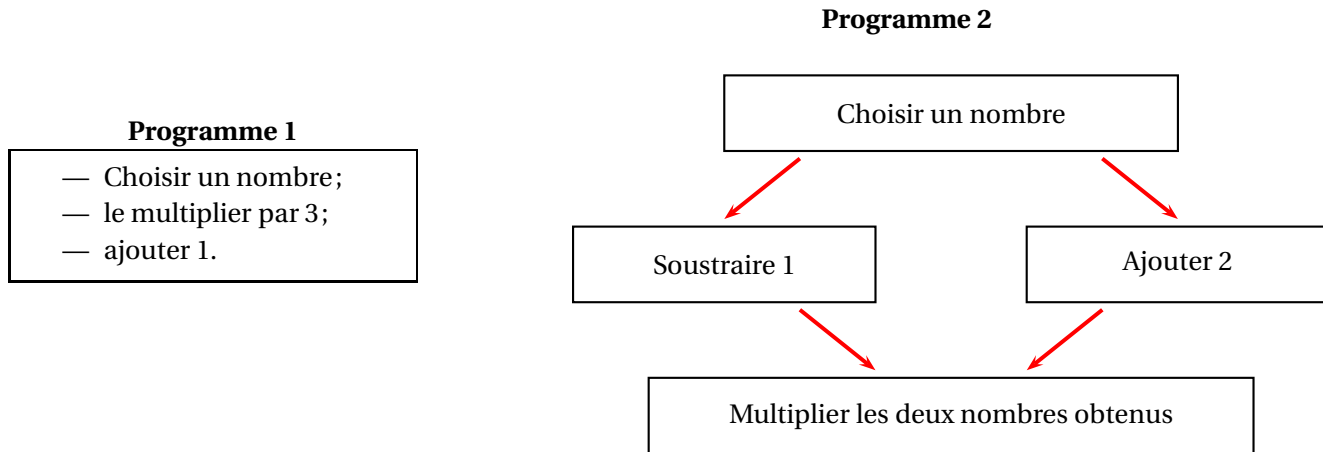 Programme 1
— Choisir un nombre;
— le multiplier par 3;
— ajouter 1.
Programme 2
Choisir un nombre
Soustraire 1
Ajouter 2
Multiplier les deux nombres obtenus